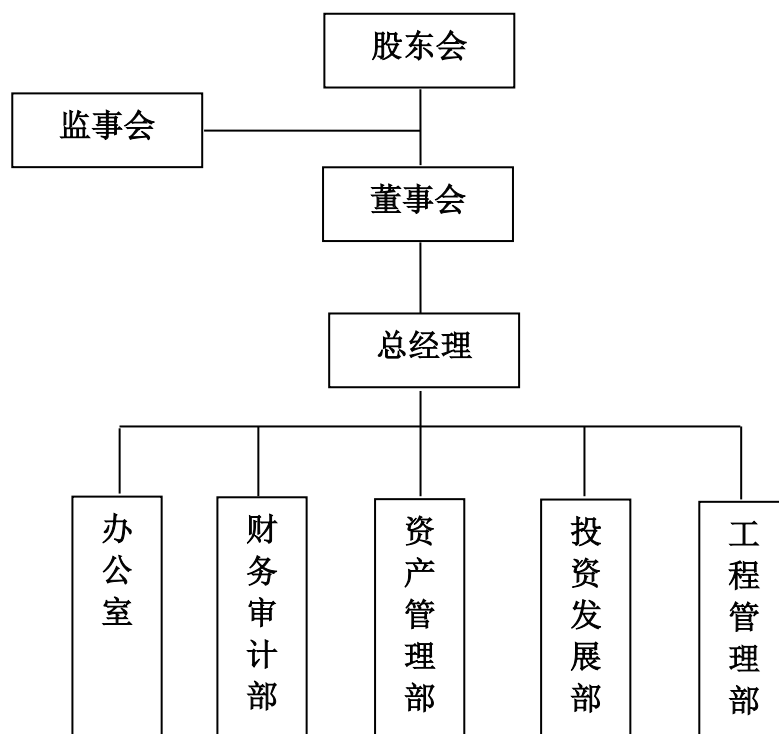 股东会
监事会
董事会
总经理
办公室
财务审计部
资产管理部
投资发展部
工程管理部